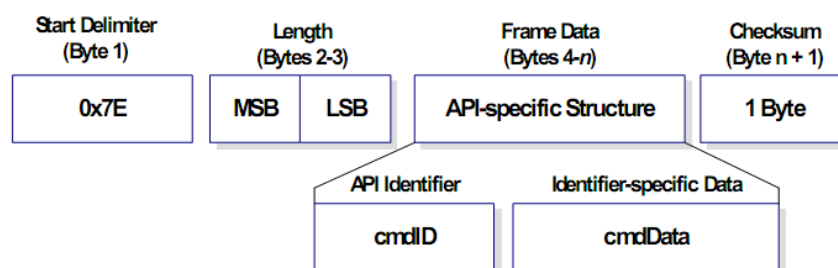 Start Delimiter
(Byte 1)
Length
(Bytes 2-3)
Frame Data
(Bytes 4-n)
Checksum
(Byte n + 1)
0x7E
MSB
LSB
API-specific Structure
1 Byte
API Identifier
Identifier-specific Data
cmdID
cmdData